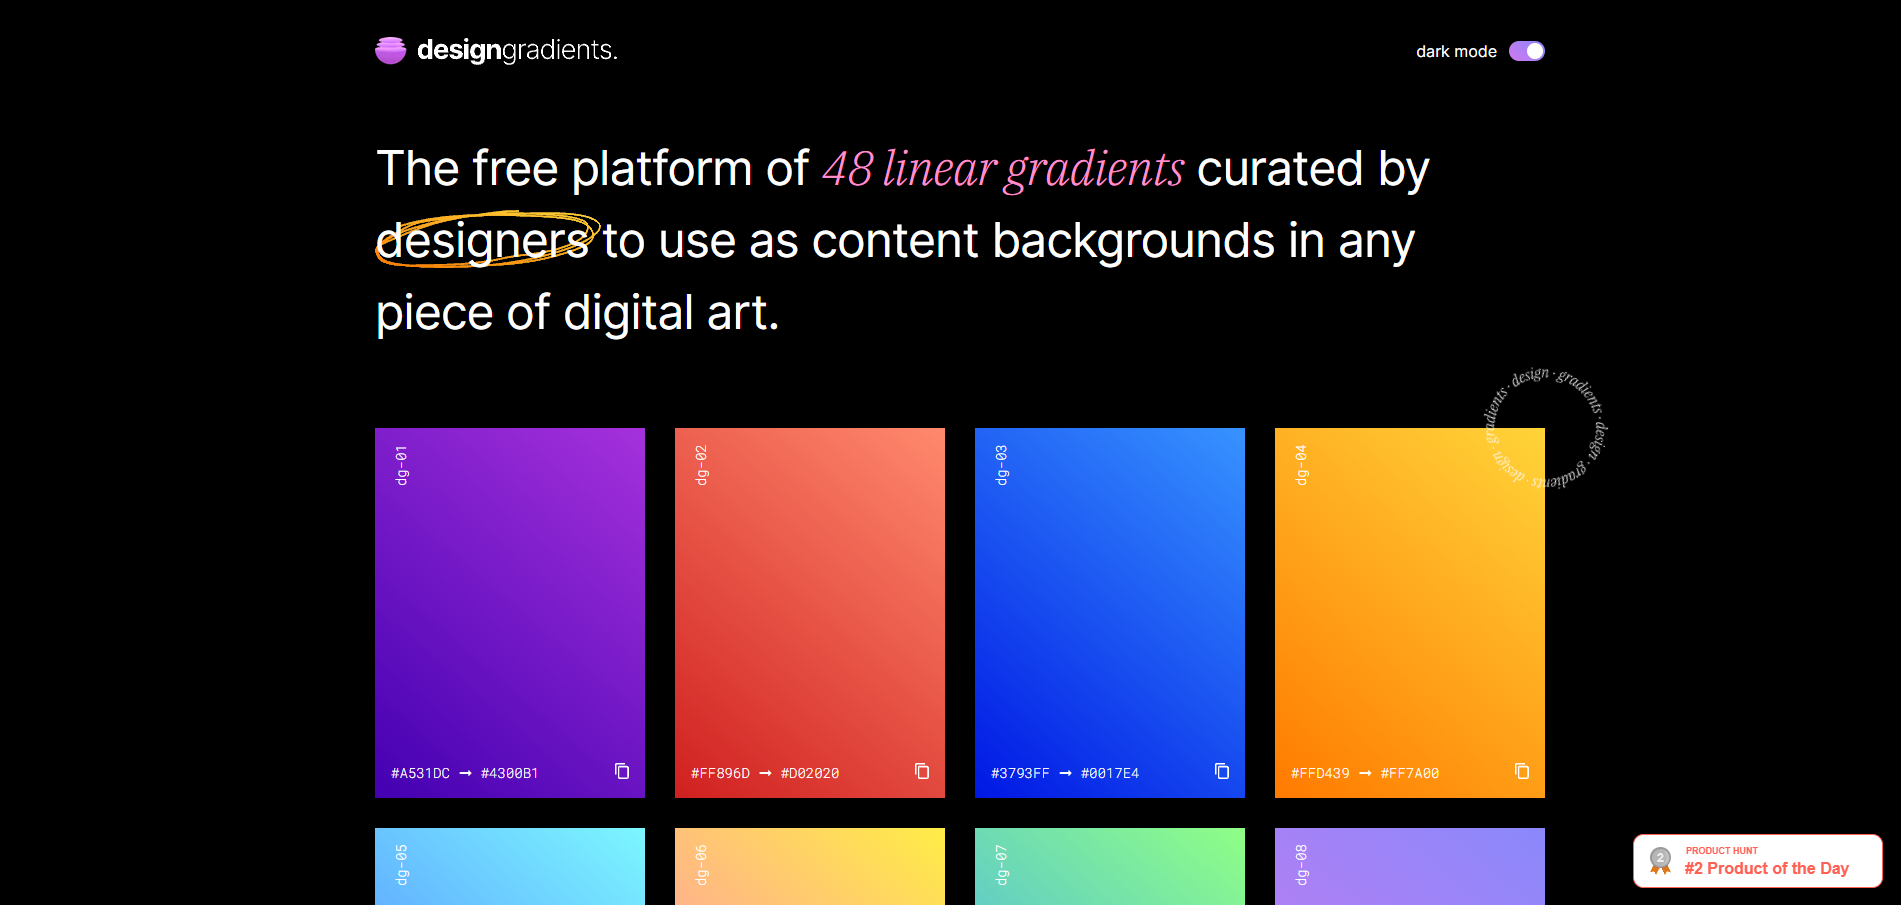 designgradients.
dark mode
The free platform of 48 linear gradients curated by
designers to use as content backgrounds in any
piece of digital art.
design · gradients · design · gradients · design · gradients ·
dg-01
dg-02
dg-03
dg-04
#A531DC → #4300B1
#FF896D → #D02020
#3793FF → #0017E4
#FFD439 → #FF7A00
dg-05
dg-06
dg-07
dg-08
2
PRODUCT HUNT
#2 Product of the Day